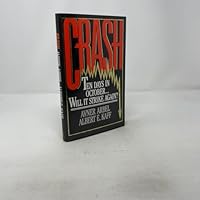 CRASH
TEN DAYS IN
OCTOBER...
WILL IT STRIKE AGAIN?
AVNER ARBEL
ALBERT E. KAFF